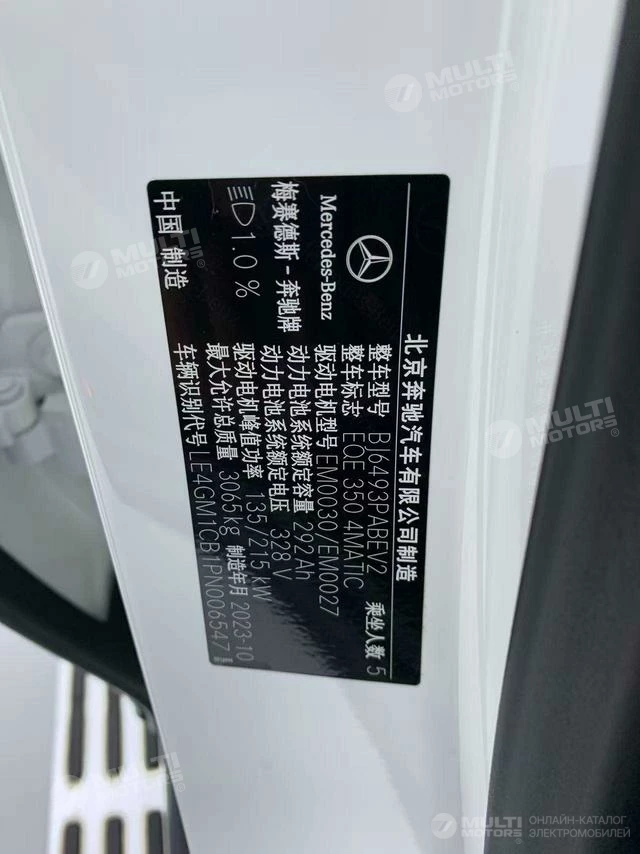 北京奔驰汽车有限公司制造
Mercedes-Benz
梅赛德斯-奔驰牌
1.0 %
中国 制造
整车型号 BJ6493PABEV2 乘坐人数 5
整车标志 EQE 350 4MATIC
驱动电机型号 EM0030/EM0027
动力电池系统额定容量 292Ah
动力电池系统额定电压 328 V
驱动电机峰值功率 135/215 kW
最大允许总质量 3065kg 制造年月 2023-10
车辆识别代号 LE4GM1CB1PN006547
MULTI
MOTORS®
MULTI
MOTORS®
MULTI
MOTORS®
MULTI
MOTORS®
ОНЛАЙН-КАТАЛОГ
ЭЛЕКТРОМОБИЛЕЙ